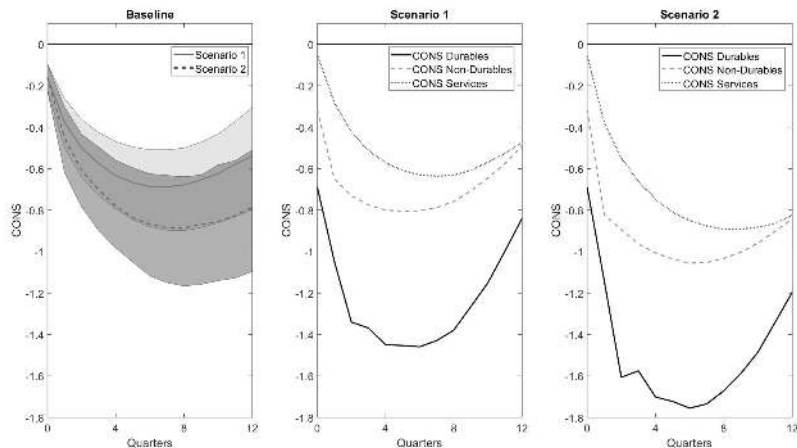 Baseline
Scenario 1
Scenario 2
0
-0.2
-0.4
-0.6
-0.8
-1
-1.2
-1.4
-1.6
-1.8
CONS
0 4 8 12
Quarters
Scenario 1
CONS Durables
CONS Non-Durables
CONS Services
0
-0.2
-0.4
-0.6
-0.8
-1
-1.2
-1.4
-1.6
-1.8
CONS
0 4 8 12
Quarters
Scenario 2
CONS Durables
CONS Non-Durables
CONS Services
0
-0.2
-0.4
-0.6
-0.8
-1
-1.2
-1.4
-1.6
-1.8
CONS
0 4 8 12
Quarters